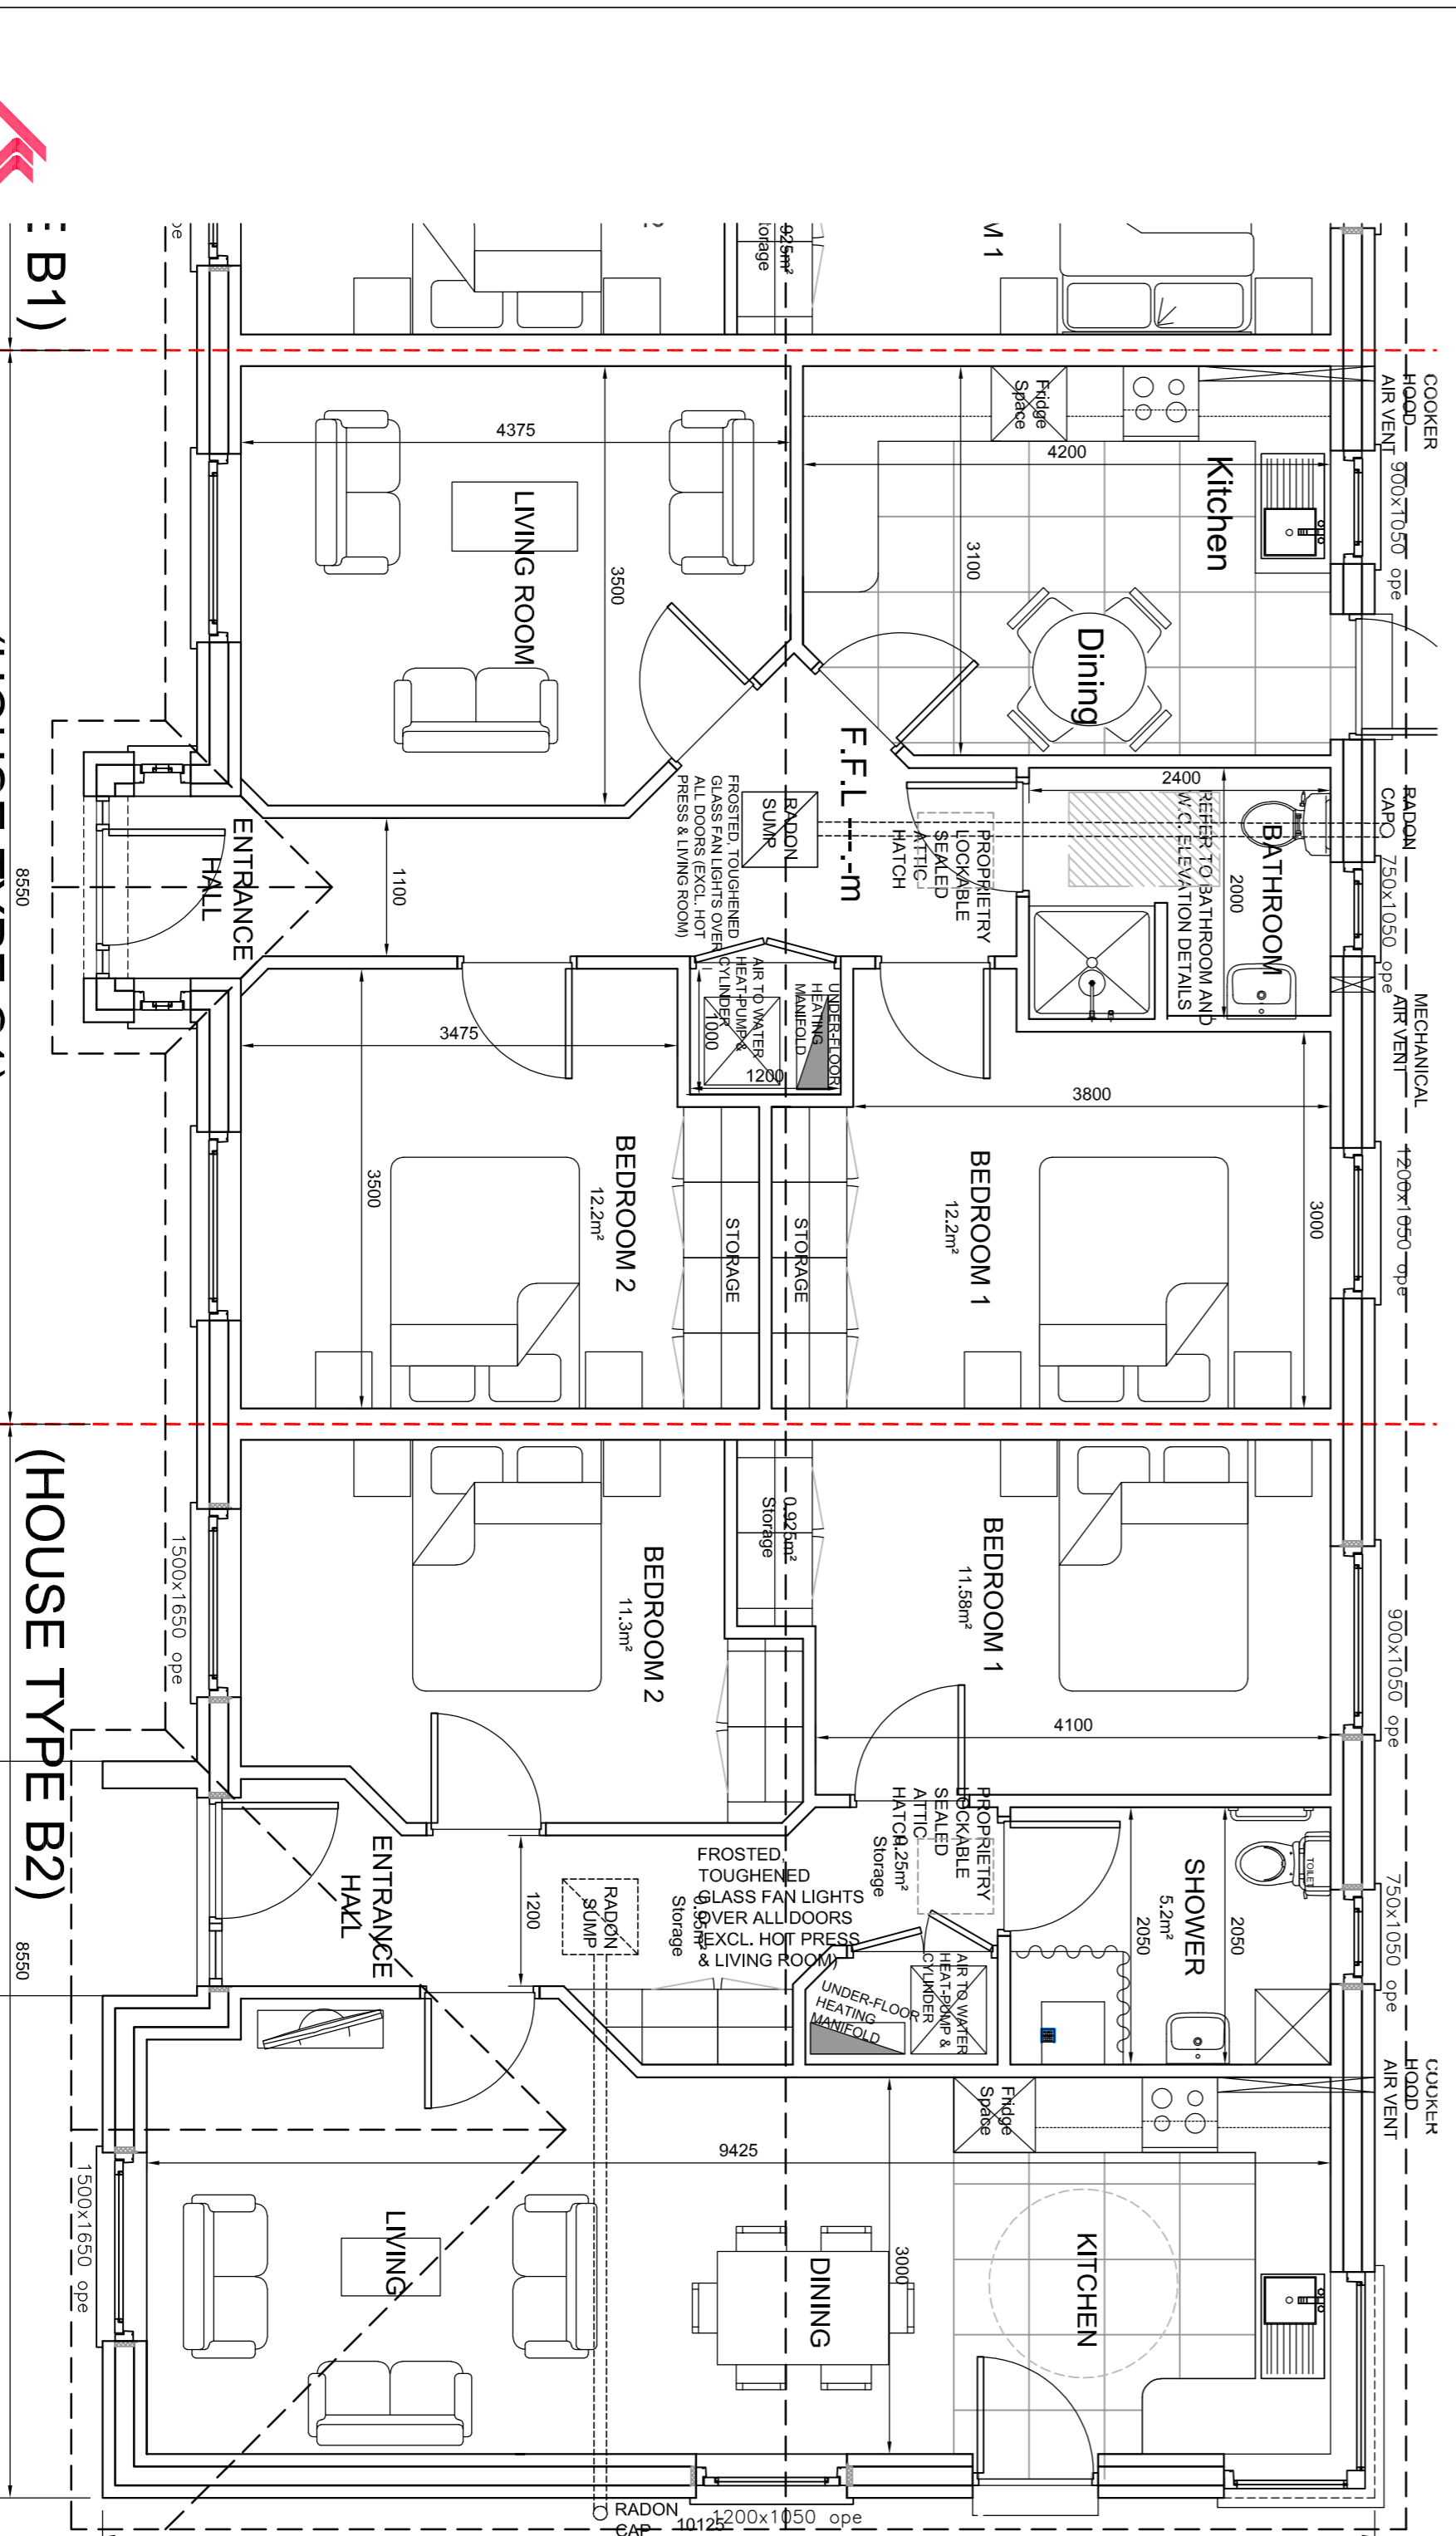 COOKER
HOOD
AIR VENT
900x1050 ope
RADON
CAP
750x1050 ope
MECHANICAL
AIR VENT
1200x1050 ope
900x1050 ope
750x1050 ope
COOKER
HOOD
AIR VENT
M 1
.925m²
torage
Fridge
Space
4200
Kitchen
3100
Dining
4375
LIVING ROOM
3500
F.F.L ---.-m
2400
REFER TO BATHROOM AND
W.C. ELEVATION DETAILS
BATHROOM
2000
PROPRIETRY
LOCKABLE
SEALED
ATTIC
HATCH
RADON
SUMP
FROSTED, TOUGHENED
GLASS FAN LIGHTS OVER
ALL DOORS (EXCL. HOT
PRESS & LIVING ROOM)
1100
ENTRANCE
HALL
UNDER-FLOOR
HEATING
MANIFOLD
AIR TO WATER
HEAT-PUMP &
CYLINDER
1000
1200
3475
3800
3000
BEDROOM 1
12.2m²
STORAGE
STORAGE
BEDROOM 2
12.2m²
3500
BEDROOM 1
11.58m²
0.925m²
Storage
BEDROOM 2
11.3m²
1500x1650 ope
4100
PROPRIETRY
LOCKABLE
SEALED
ATTIC
HATCH
0.25m²
Storage
TOILET
SHOWER
5.2m²
2050
2050
FROSTED,
TOUGHENED
GLASS FAN LIGHTS
OVER ALL DOORS
(EXCL. HOT PRESS
& LIVING ROOM)
Storage
1200
RADON
SUMP
ENTRANCE
HALL
AIR TO WATER
HEAT-PUMP &
CYLINDER
UNDER-FLOOR
HEATING
MANIFOLD
Fridge
Space
9425
3000
KITCHEN
DINING
LIVING
1500x1650 ope
RADON
CAP
10125
1200x1050 ope
E B1)
8550
(HOUSE TYPE B2)
8550